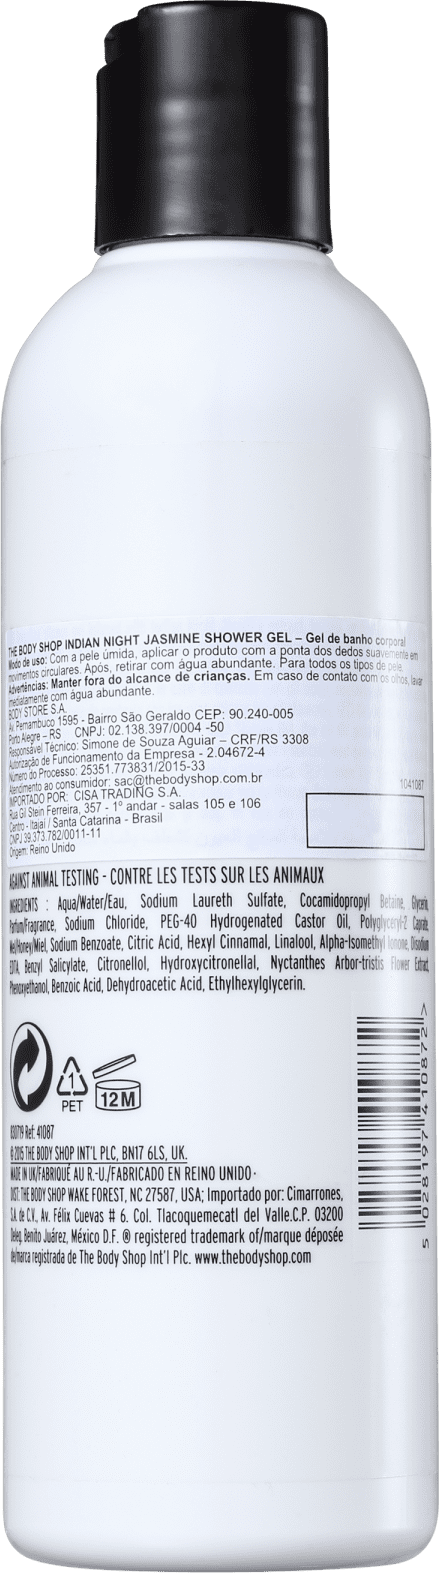 THE BODY SHOP INDIAN NIGHT JASMINE SHOWER GEL – Gel de banho corporal
Modo de uso: Com a pele úmida, aplicar o produto com a ponta dos dedos suavemente em
movimentos circulares. Após, retirar com água abundante. Para todos os tipos de pele.
Advertências: Manter fora do alcance de crianças. Em caso de contato com os olhos, lavar
imediatamente com água abundante.
BODY STORE S.A.
Av. Pernambuco 1595 - Bairro São Geraldo CEP: 90.240-005
Porto Alegre – RS CNPJ: 02.138.397/0004 -50
Responsável Técnico: Simone de Souza Aguiar – CRF/RS 3308
Autorização de Funcionamento da Empresa - 2.04672-4
Numero do Processo: 25351.773831/2015-33
Atendimento ao consumidor: sac@thebodyshop.com.br
IMPORTADO POR: CISA TRADING S.A.
Rua Gil Stein Ferreira, 357 - 1º andar - salas 105 e 106
Centro - Itajaí / Santa Catarina - Brasil
CNPJ 39.373.782/0011-11
Origem: Reino Unido
1041087
AGAINST ANIMAL TESTING - CONTRE LES TESTS SUR LES ANIMAUX
INGREDIENTS : Aqua/Water/Eau, Sodium Laureth Sulfate, Cocamidopropyl Betaine, Glycerin,
Parfum/Fragrance, Sodium Chloride, PEG-40 Hydrogenated Castor Oil, Polyglyceryl-2 Caprate,
Mel/Honey/Miel, Sodium Benzoate, Citric Acid, Hexyl Cinnamal, Linalool, Alpha-Isomethyl Ionone, Disodium
EDTA, Benzyl Salicylate, Citronellol, Hydroxycitronellal, Nyctanthes Arbor-tristis Flower Extract,
Phenoxyethanol, Benzoic Acid, Dehydroacetic Acid, Ethylhexylglycerin.
1
PET
12M
830719 Ref: 41087
© 2015 THE BODY SHOP INT'L PLC, BN17 6LS, UK.
MADE IN UK/FABRIQUÉ AU R.-U./FABRICADO EN REINO UNIDO·
DIST. THE BODY SHOP WAKE FOREST, NC 27587, USA; Importado por: Cimarrones,
S.A. de C.V., Av. Félix Cuevas # 6. Col. Tlacoquemecatl del Valle.C.P. 03200
Deleg. Benito Juárez, México D.F. ® registered trademark of/marque déposée
de/marca registrada de The Body Shop Int'l Plc. www.thebodyshop.com
5 028197 410872 >